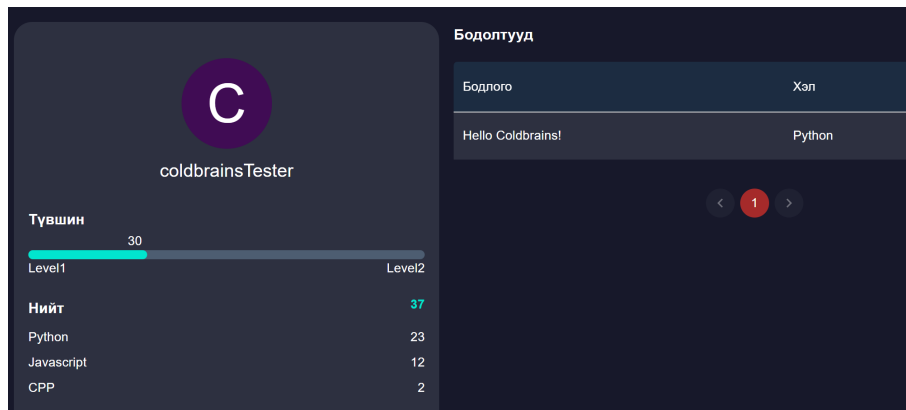 C
coldbrainsTester
Түвшин
30
Level1 Level2
Нийт 37
Python 23
Javascript 12
CPP 2
Бодолтууд
Бодлого Хэл
Hello Coldbrains! Python
1